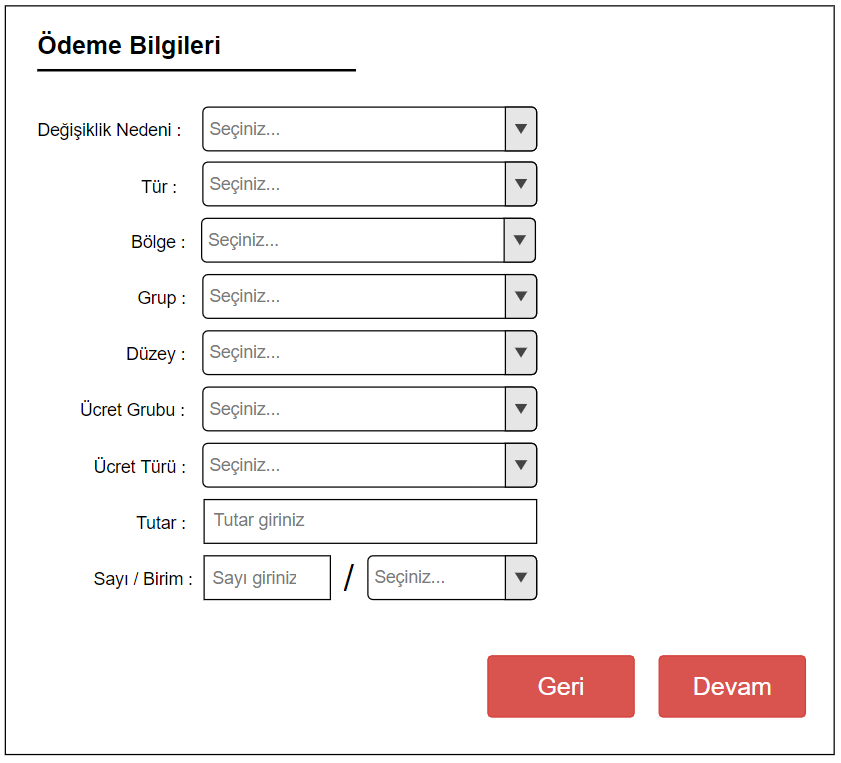 Ödeme Bilgileri
Değişiklik Nedeni : Seçiniz...
Tür : Seçiniz...
Bölge : Seçiniz...
Grup : Seçiniz...
Düzey : Seçiniz...
Ücret Grubu : Seçiniz...
Ücret Türü : Seçiniz...
Tutar : Tutar giriniz
Sayı / Birim : Sayı giriniz / Seçiniz...
Geri Devam